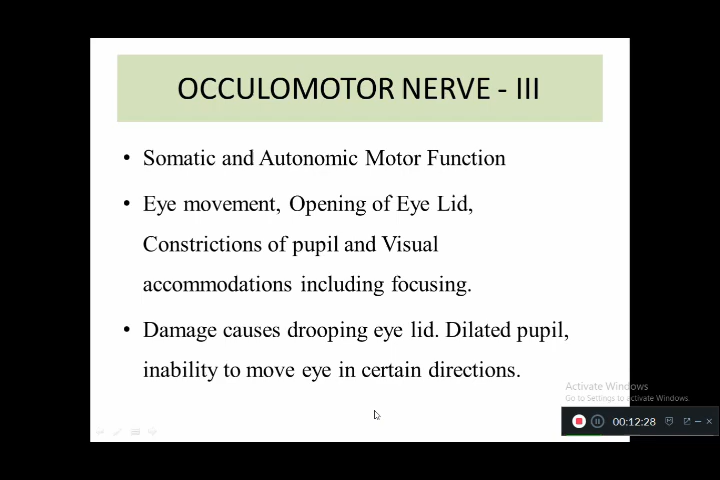 OCCULOMOTOR NERVE - III
• Somatic and Autonomic Motor Function
• Eye movement, Opening of Eye Lid,
Constrictions of pupil and Visual
accommodations including focusing.
• Damage causes drooping eye lid. Dilated pupil,
inability to move eye in certain directions.
Activate Windows
Go to Settings to activate Windows.
00:12:28